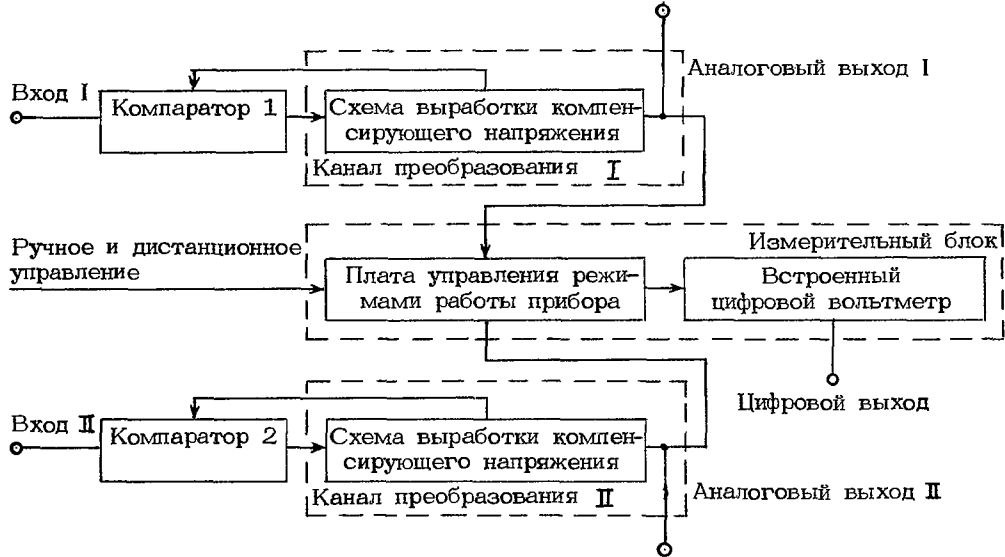 Аналоговый выход I
Вход I
Компаратор 1
Схема выработки компен-
сирующего напряжения
Канал преобразования I
Ручное и дистанционное
управление
Измерительный блок
Плата управления режи-
мами работы прибора
Встроенный
цифровой вольтметр
Цифровой выход
Вход II
Компаратор 2
Схема выработки компен-
сирующего напряжения
Канал преобразования II
Аналоговый выход II